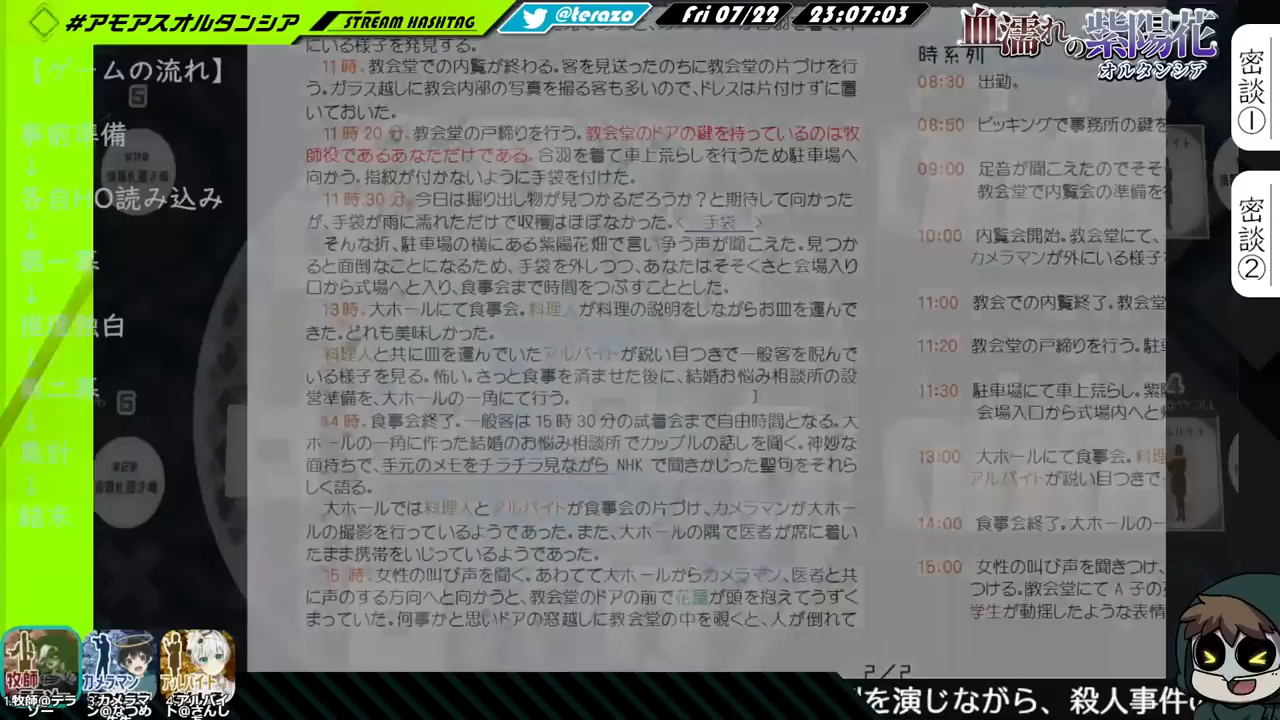 #アモアスオルタンシア
STREAM HASHTAG
@terazo
Fri 07/22
23:07:03
血濡れの紫陽花
オルタンシア
【ゲームの流れ】
事前準備
↓
各自HO読み込み
↓
第一幕
↓
推理独白
↓
第二幕
↓
集計
↓
結末
にいる様子を発見する。
11時。教会堂での内覧が終わる。客を見送ったのちに教会堂の片づけを行
う。ガラス越しに教会内部の写真を撮る客も多いので、ドレスは片付けずに置
いておいた。
11時20分。教会堂の戸締りを行う。教会堂のドアの鍵を持っているのは牧
師役であるあなただけである。合羽を着て車上荒らしを行うため駐車場へ
向かう。指紋が付かないように手袋を付けた。
11時30分。今日は掘り出し物が見つかるだろうか?と期待して向かった
が、手袋が雨に濡れただけで収穫はほぼなかった。< 手袋 >
そんな折、駐車場の横にある紫陽花畑で言い争う声が聞こえた。見つか
ると面倒なことになるため、手袋を外しつつ、あなたはそそくさと会場入り
口から式場へと入り、食事会まで時間をつぶすこととした。
13時。大ホールにて食事会。料理人が料理の説明をしながらお皿を運んで
きた。どれも美味しかった。
料理人と共に皿を運んでいたアルバイトが鋭い目つきで一般客を睨んで
いる様子を見る。怖い。さっと食事を済ませた後に、結婚お悩み相談所の設
営準備を、大ホールの一角にて行う。
14時。食事会終了。一般客は15時30分の試着会まで自由時間となる。大
ホールの一角に作った結婚のお悩み相談所でカップルの話しを聞く。神妙な
面持ちで、手元のメモをチラチラ見ながら NHK で聞きかじった聖句をそれら
しく語る。
大ホールでは料理人とアルバイトが食事会の片づけ、カメラマンが大ホー
ルの撮影を行っているようであった。また、大ホールの隅で医者が席に着い
たまま携帯をいじっているようであった。
15時。女性の叫び声を聞く。あわてて大ホールからカメラマン、医者と共
に声のする方向へと向かうと、教会堂のドアの前で花屋が頭を抱えてうずく
まっていた。何事かと思いドアの窓越しに教会堂の中を覗くと、人が倒れて
2/2
時系列
08:30 出勤。
08:50 ピッキングで事務所の鍵を
09:00 足音が聞こえたのでそそ
教会堂で内覧会の準備を
10:00 内覧会開始。教会堂にて、
カメラマンが外にいる様子
11:00 教会での内覧終了。教会堂
11:20 教会堂の戸締りを行う。駐
11:30 駐車場にて車上荒らし。紫
会場入口から式場内へと
13:00 大ホールにて食事会。料理
アルバイトが鋭い目つきで
14:00 食事会終了。大ホールの一
15:00 女性の叫び声を聞きつけ、
つける。教会堂にて A 子の
学生が動揺したような表情
密談①
密談②
牧師
1.牧師@テラゾー
カメラマン
アルバイト
を演じながら、殺人事件